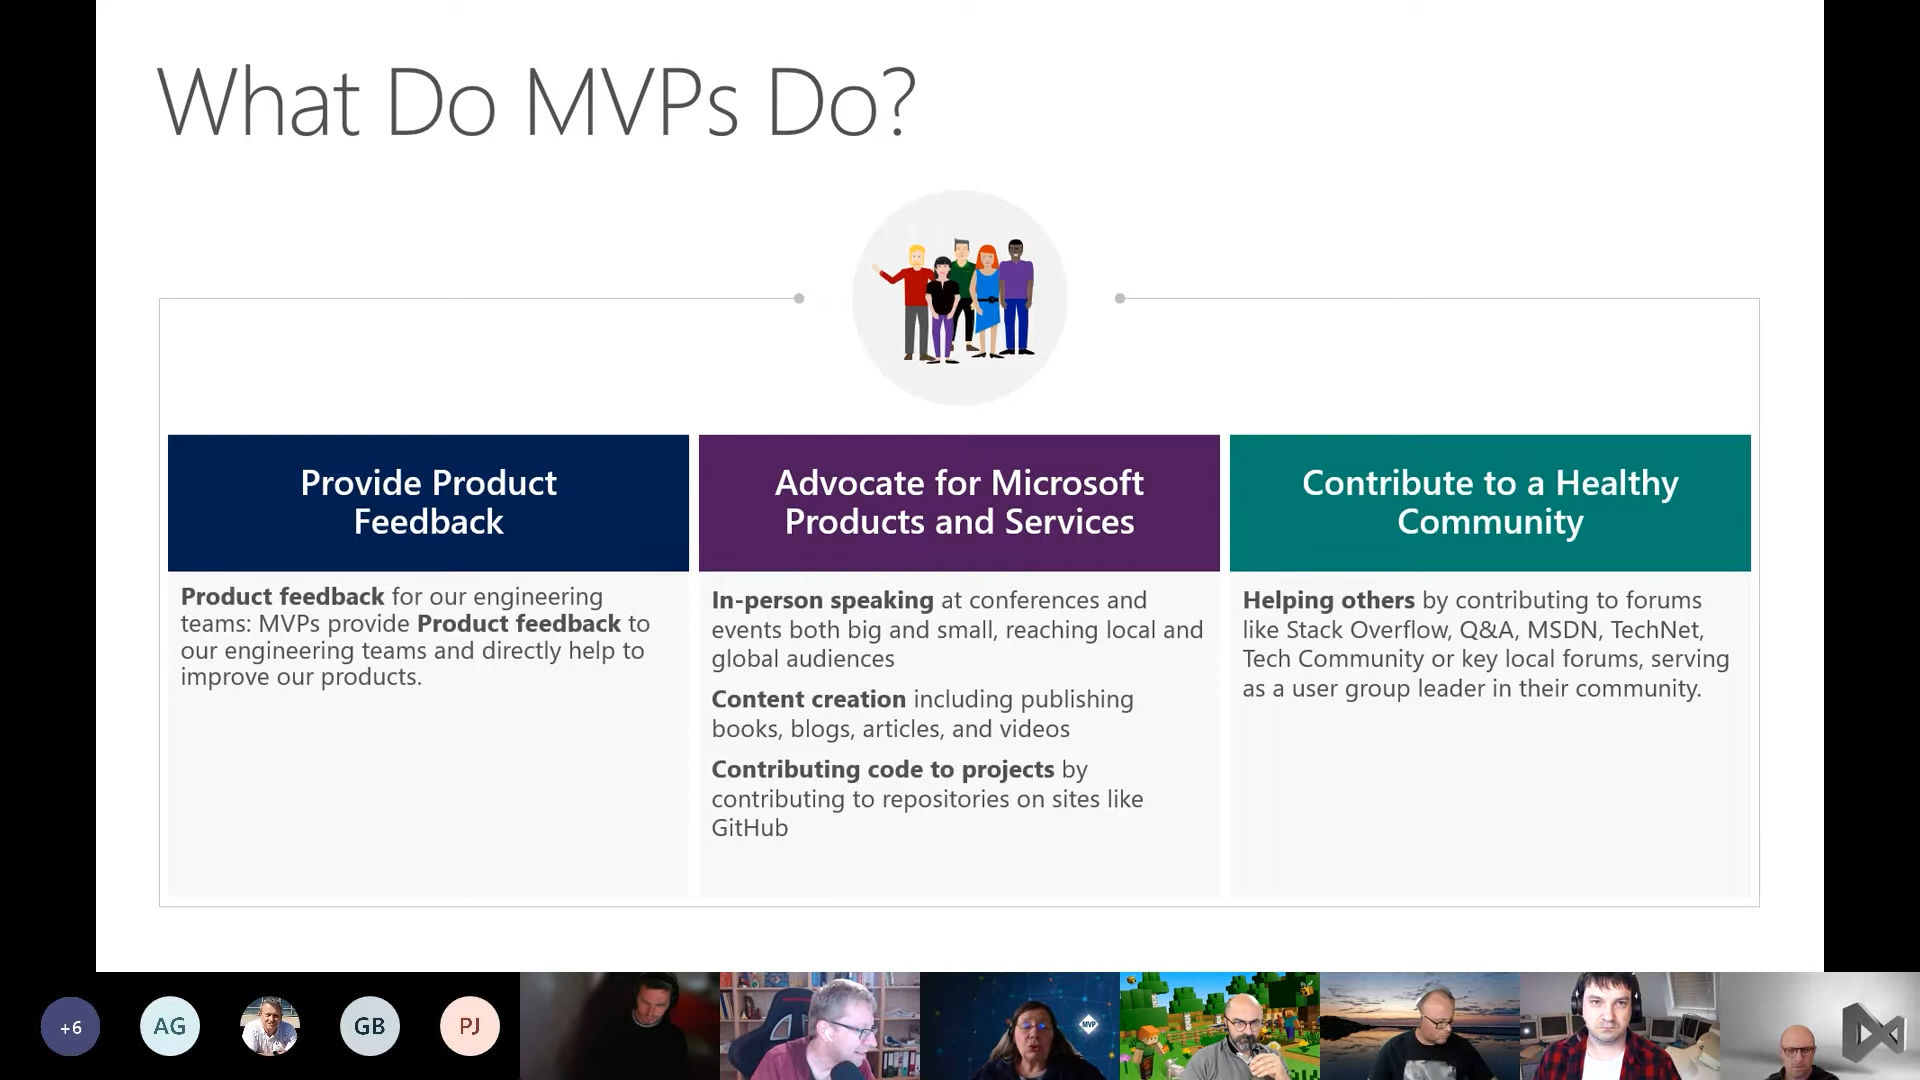 What Do MVPs Do?
Provide Product
Feedback
Product feedback for our engineering
teams: MVPs provide Product feedback to
our engineering teams and directly help to
improve our products.
Advocate for Microsoft
Products and Services
In-person speaking at conferences and
events both big and small, reaching local and
global audiences
Content creation including publishing
books, blogs, articles, and videos
Contributing code to projects by
contributing to repositories on sites like
GitHub
Contribute to a Healthy
Community
Helping others by contributing to forums
like Stack Overflow, Q&A, MSDN, TechNet,
Tech Community or key local forums, serving
as a user group leader in their community.
+6
AG
GB
PJ
MVP